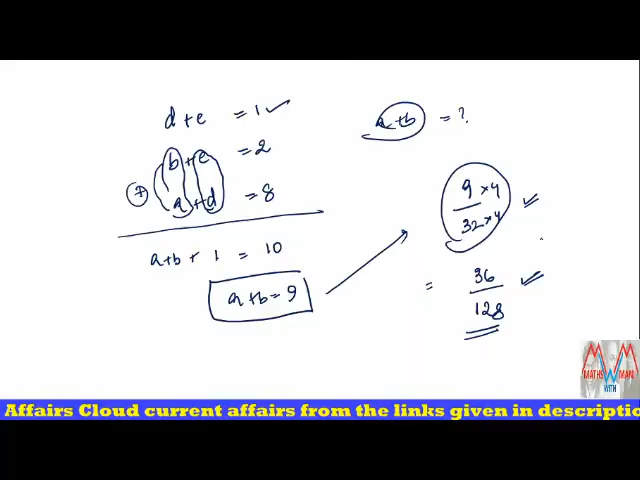 d+e = 1 ✓
b+e = 2
+ a+d = 8
a+b + 1 = 10
a+b = 9
a+b = ?
9 ×4
32 ×4
= 36
128
MATHS
MANI
WITH
Affairs Cloud current affairs from the links given in descriptio